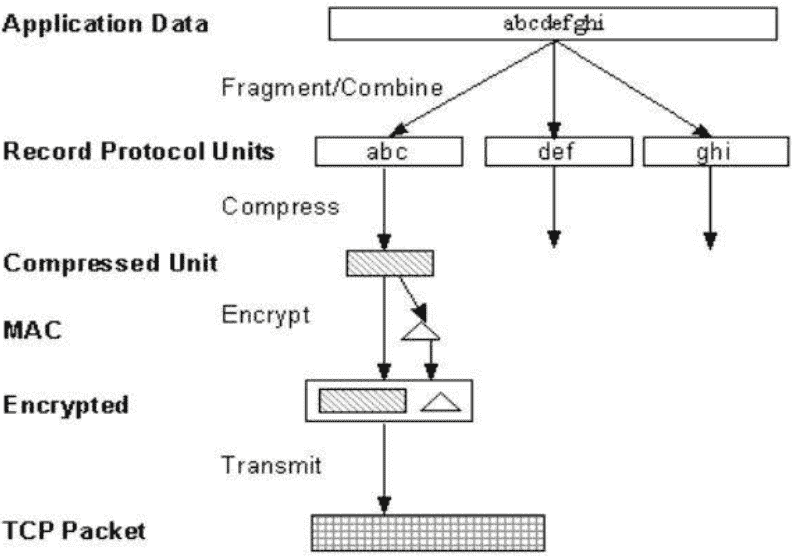 Application Data
abcdefghi
Fragment/Combine
Record Protocol Units
abc
def
ghi
Compress
Compressed Unit
Encrypt
MAC
Encrypted
Transmit
TCP Packet